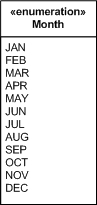 «enumeration»
Month
JAN
FEB
MAR
APR
MAY
JUN
JUL
AUG
SEP
OCT
NOV
DEC